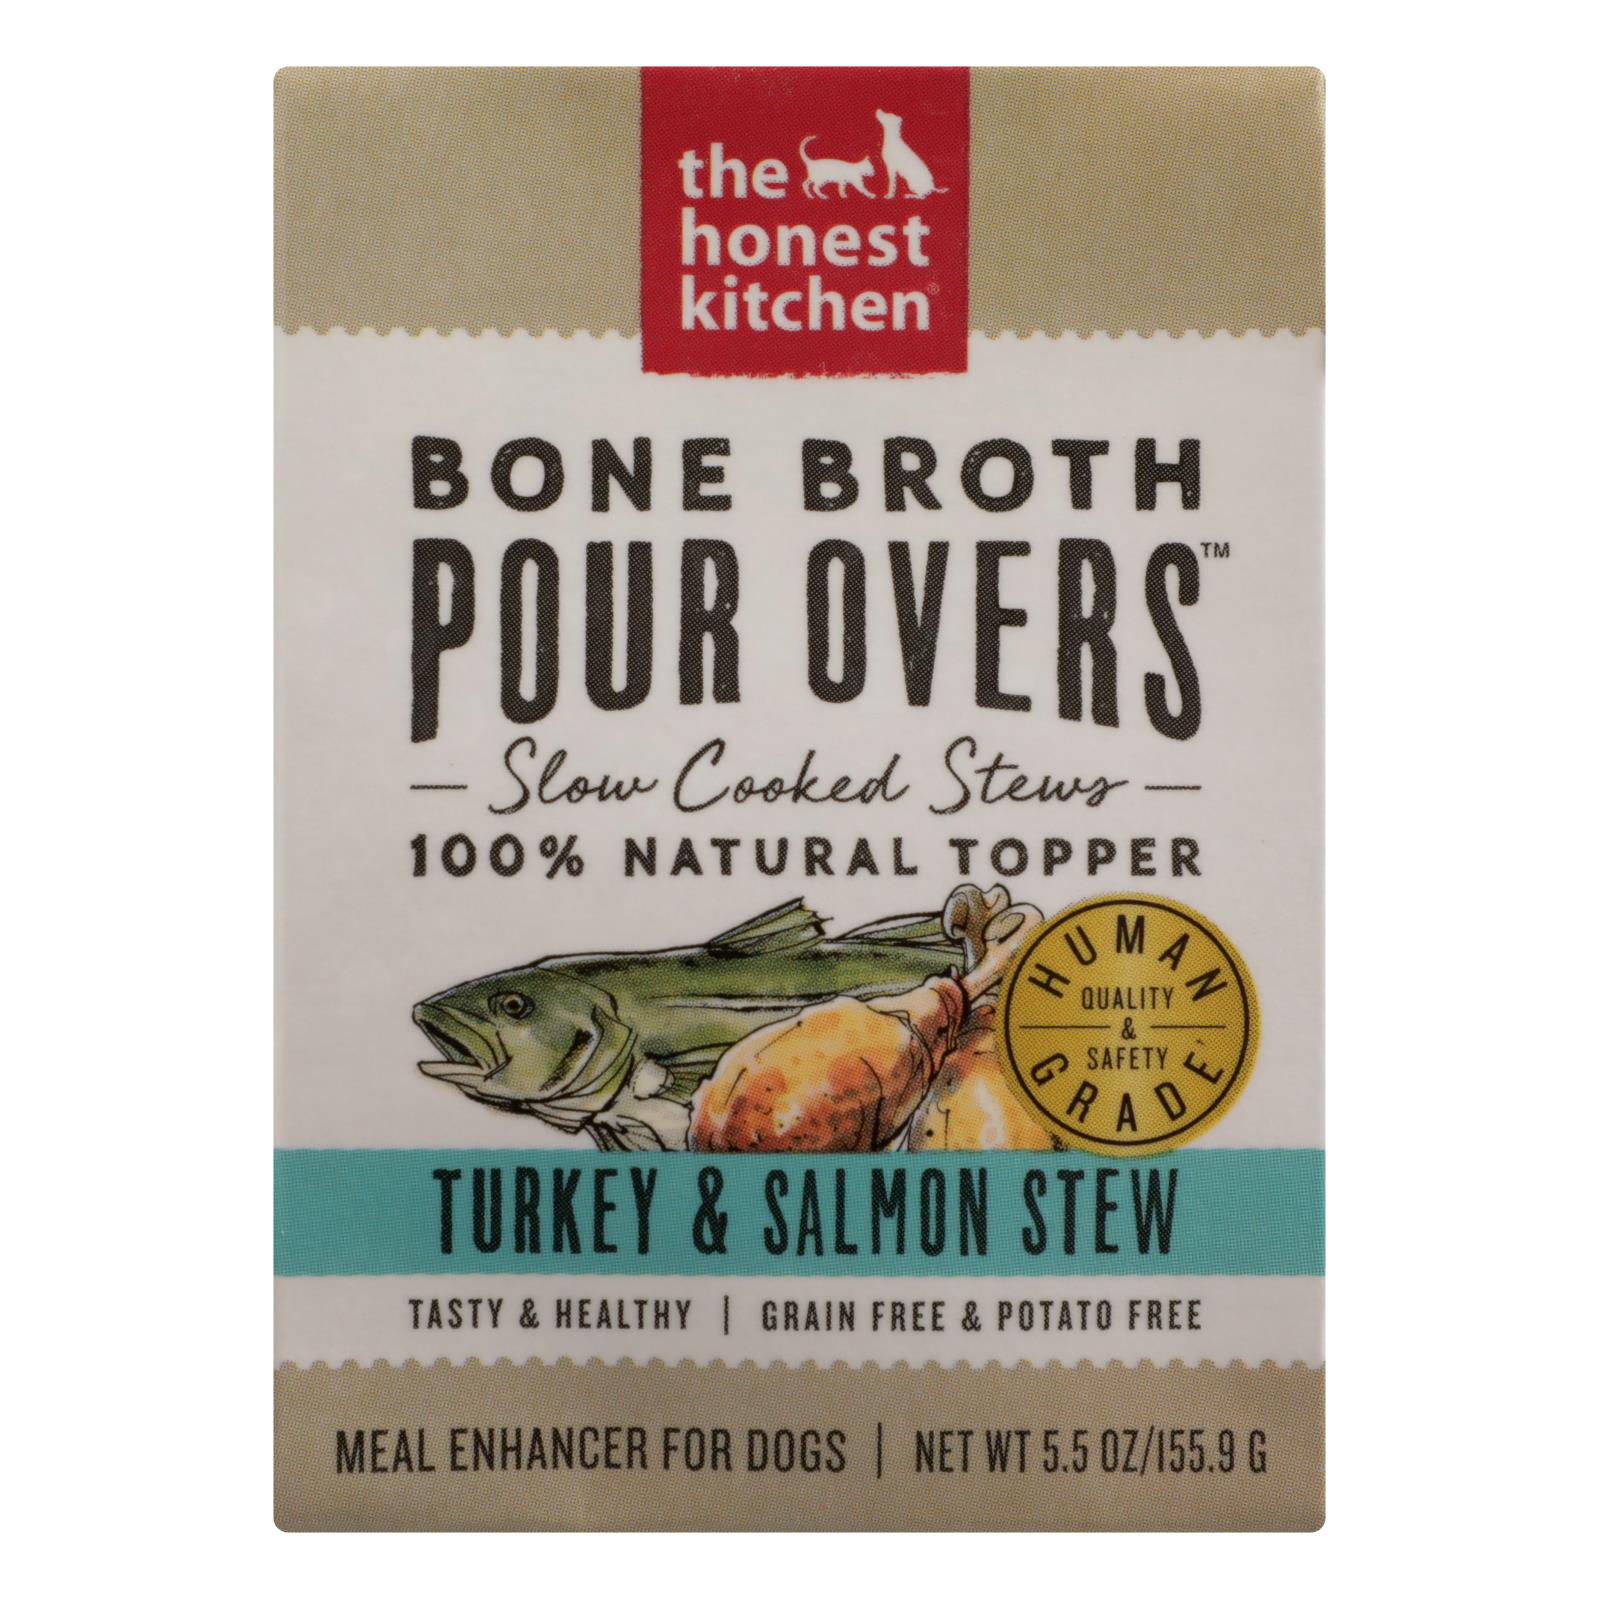 the
honest
kitchen®
BONE BROTH
POUR OVERS™
Slow Cooked Stews
100% NATURAL TOPPER
HUMAN
QUALITY
&
SAFETY
GRADE
TURKEY & SALMON STEW
TASTY & HEALTHY | GRAIN FREE & POTATO FREE
MEAL ENHANCER FOR DOGS | NET WT 5.5 OZ/155.9 G